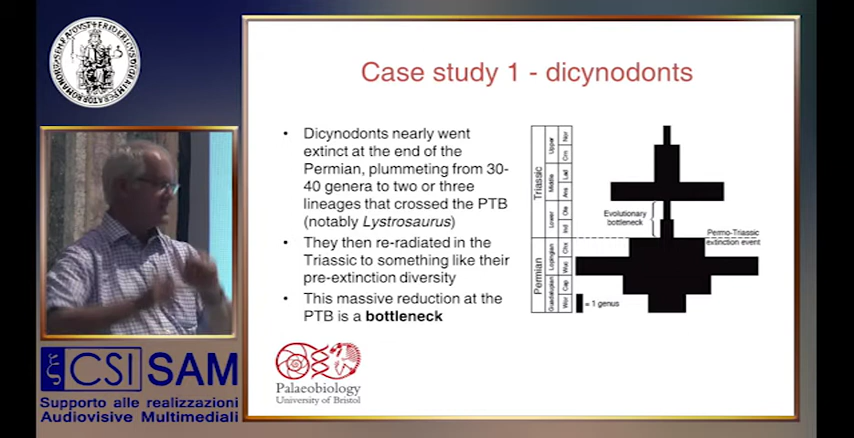 Case study 1 - dicynodonts
• Dicynodonts nearly went
extinct at the end of the
Permian, plummeting from 30-
40 genera to two or three
lineages that crossed the PTB
(notably Lystrosaurus)
• They then re-radiated in the
Triassic to something like their
pre-extinction diversity
• This massive reduction at the
PTB is a bottleneck
Triassic
Upper
Middle
Lower
Nor
Crn
Lad
Ans
Ole
Ind
Permian
Lopingian
Guadalupian
Chx
Wuc
Cap
Wor
Evolutionary
bottleneck
Permo-Triassic
extinction event
= 1 genus
Palaeobiology
University of Bristol
CSI SAM
Supporto alle realizzazioni
Audiovisive Multimediali